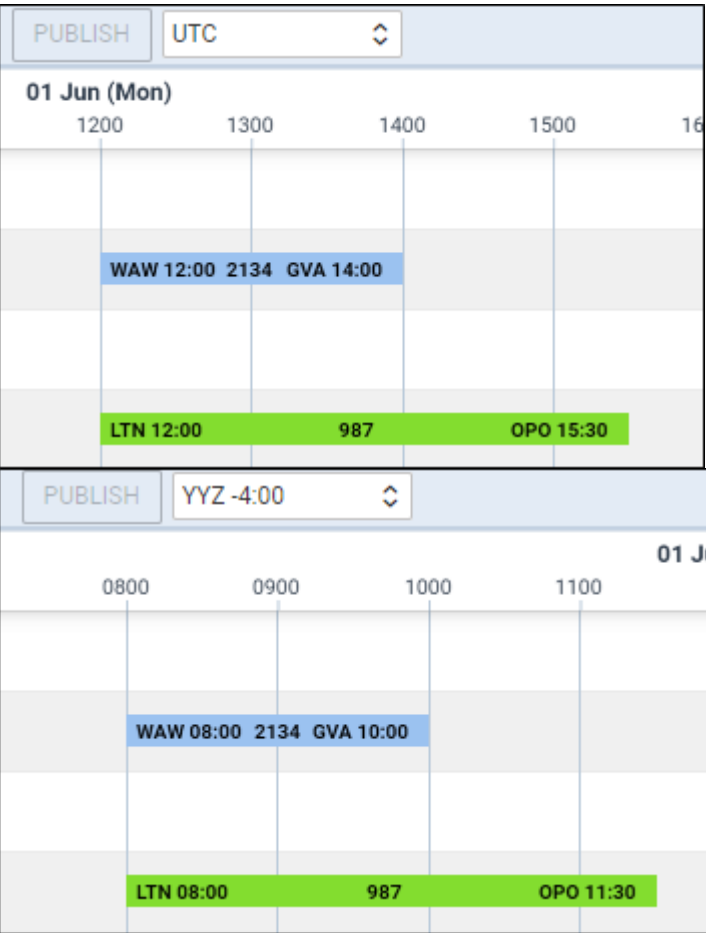 PUBLISH UTC
01 Jun (Mon)
1200 1300 1400 1500 16
WAW 12:00 2134 GVA 14:00
LTN 12:00 987 OPO 15:30
PUBLISH YYZ -4:00
01 J
0800 0900 1000 1100
WAW 08:00 2134 GVA 10:00
LTN 08:00 987 OPO 11:30